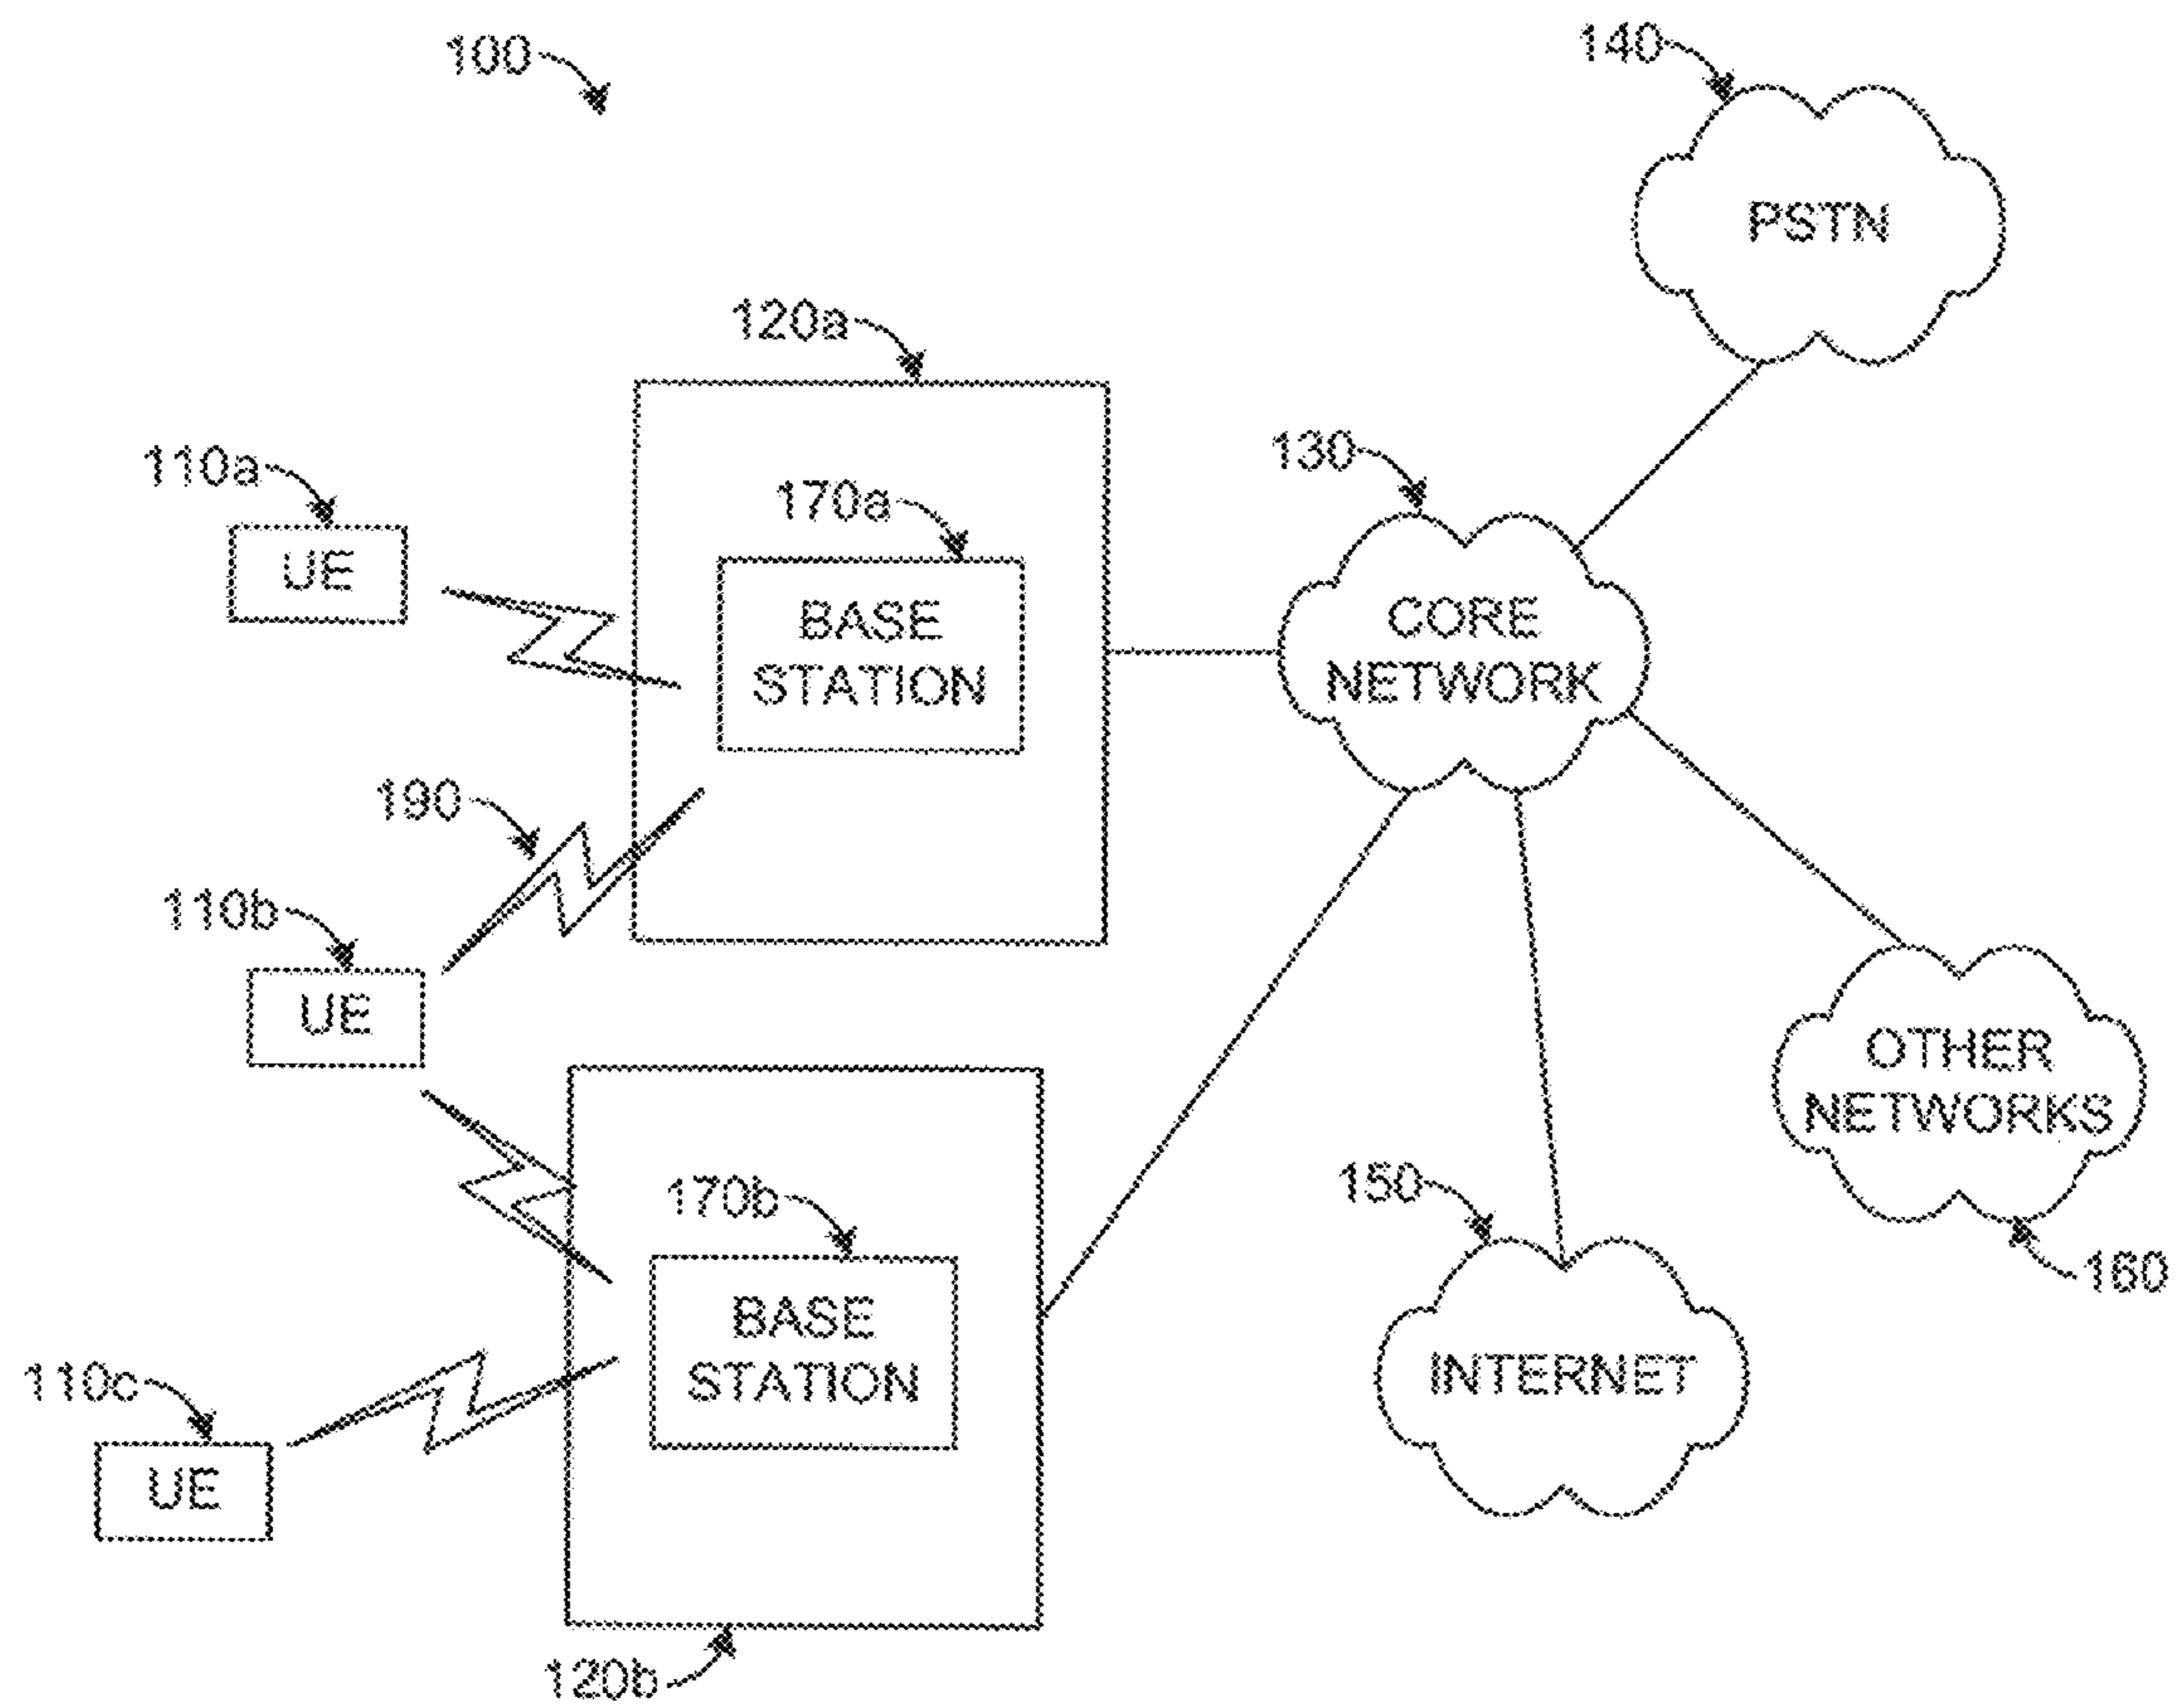 100
140
PSTN
120a
110a
170a
130
UE
BASE
STATION
CORE
NETWORK
190
110b
UE
OTHER
NETWORKS
170b
150
160
BASE
STATION
INTERNET
110c
UE
120b